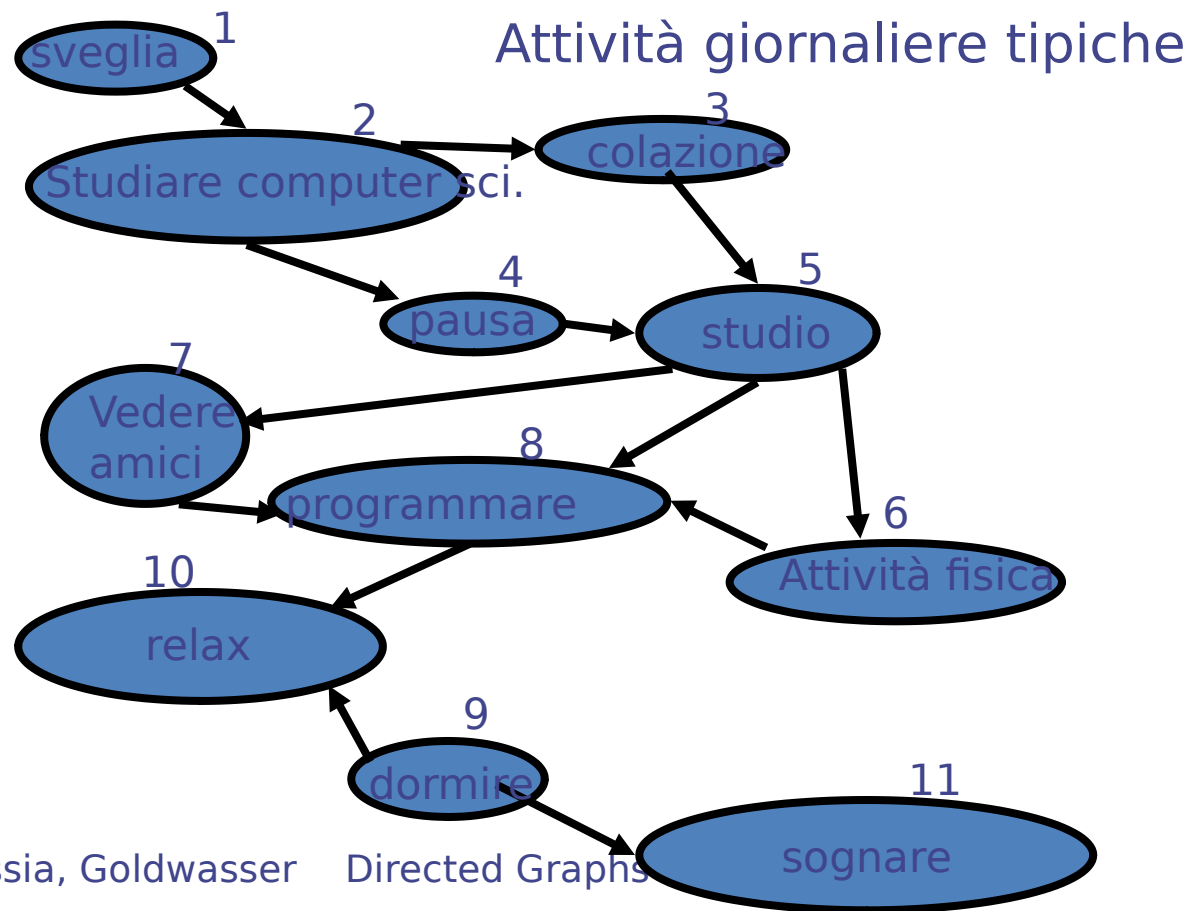 Attività giornaliere tipiche
1
sveglia
2
Studiare computer sci.
3
colazione
4
pausa
5
studio
7
Vedere
amici
8
programmare
6
Attività fisica
10
relax
9
dormire
11
sognare
Goldwasser
Directed Graphs